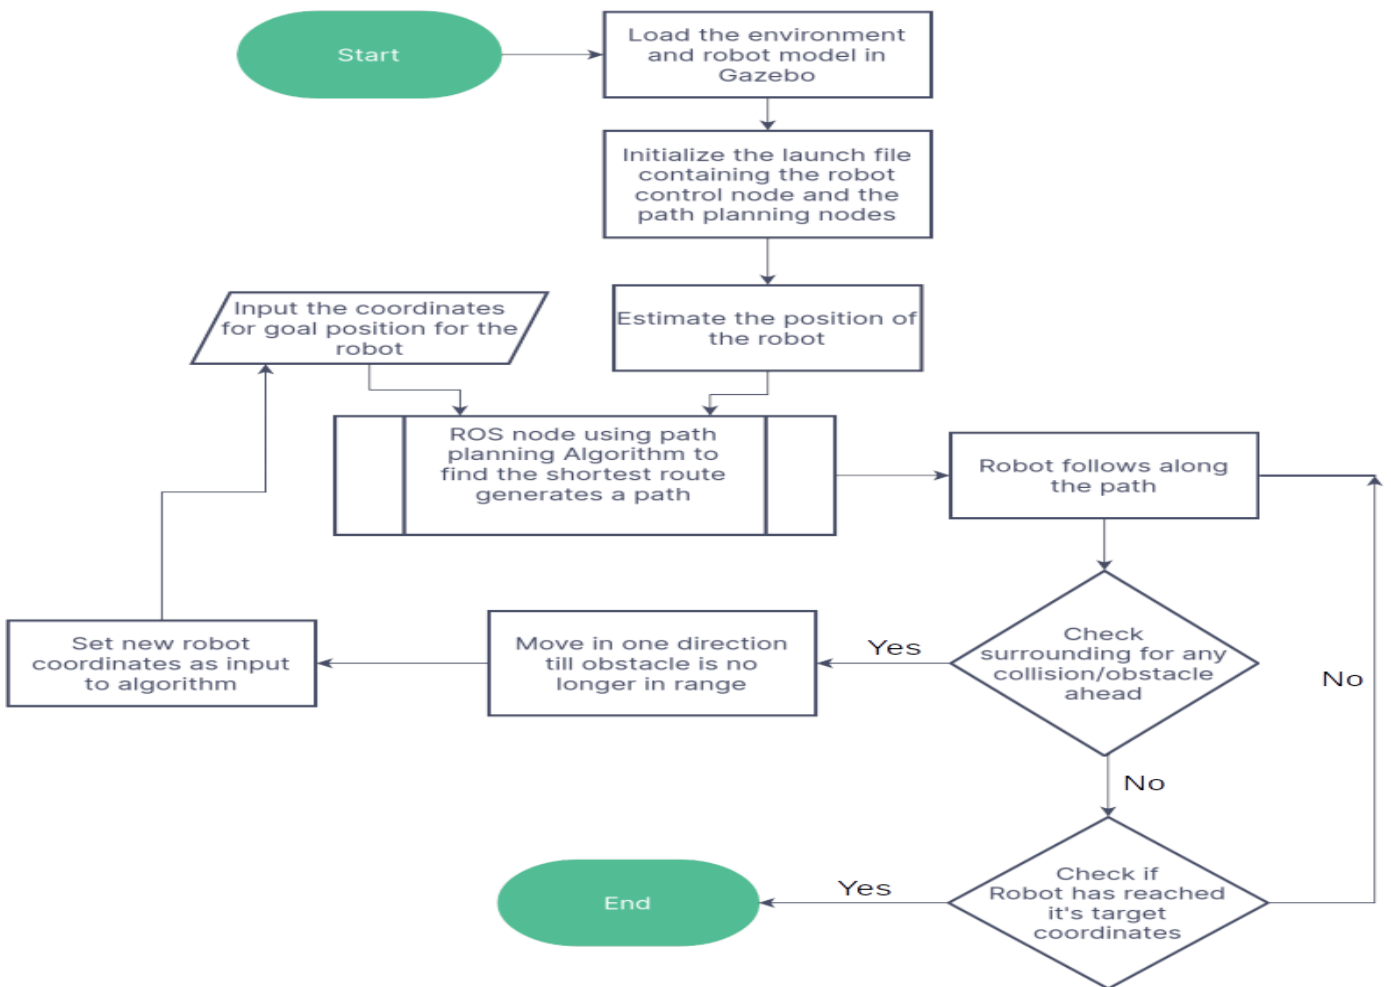 Start
Load the environment
and robot model in
Gazebo
Initialize the launch file
containing the robot
control node and the
path planning nodes
Input the coordinates
for goal position for the
robot
Estimate the position of
the robot
ROS node using path
planning Algorithm to
find the shortest route
generates a path
Robot follows along
the path
Set new robot
coordinates as input
to algorithm
Move in one direction
till obstacle is no
longer in range
Yes
Check
surrounding for any
collision/obstacle
ahead
No
No
End
Yes
Check if
Robot has reached
it's target
coordinates